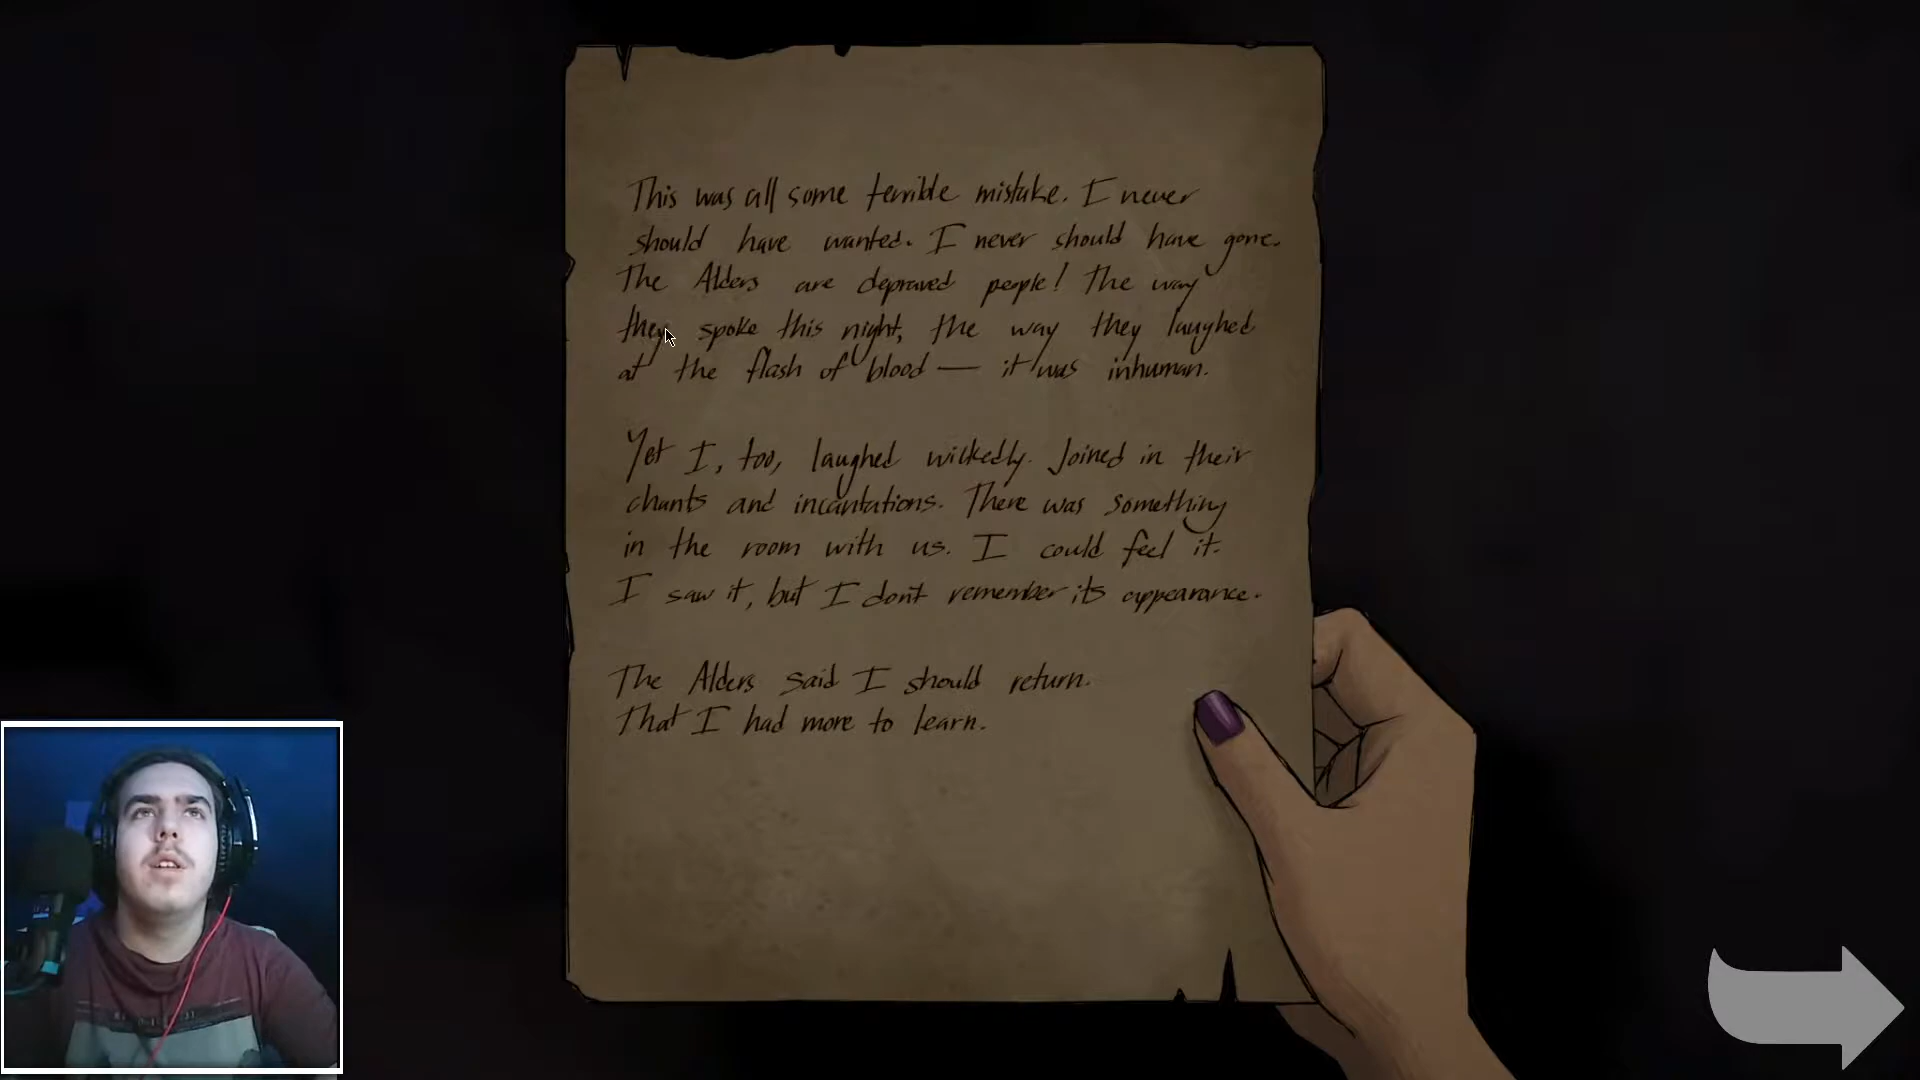 This was all some terrible mistake. I never
should have wanted. I never should have gone.
The Alders are depraved people! The way
they spoke this night, the way they laughed
at the flash of blood — it was inhuman.
Yet I, too, laughed wickedly. Joined in their
chants and incantations. There was something
in the room with us. I could feel it.
I saw it, but I don't remember its appearance.
The Alders said I should return.
That I had more to learn.